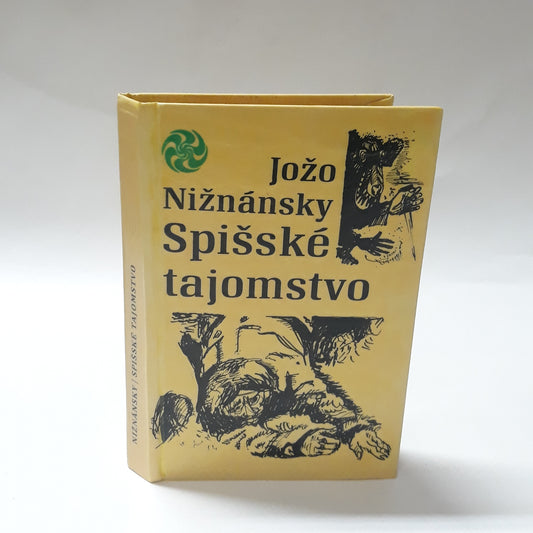 Jožo
Nižnánsky
Spišské
tajomstvo
NIŽNÁNSKY / SPIŠSKÉ TAJOMSTVO